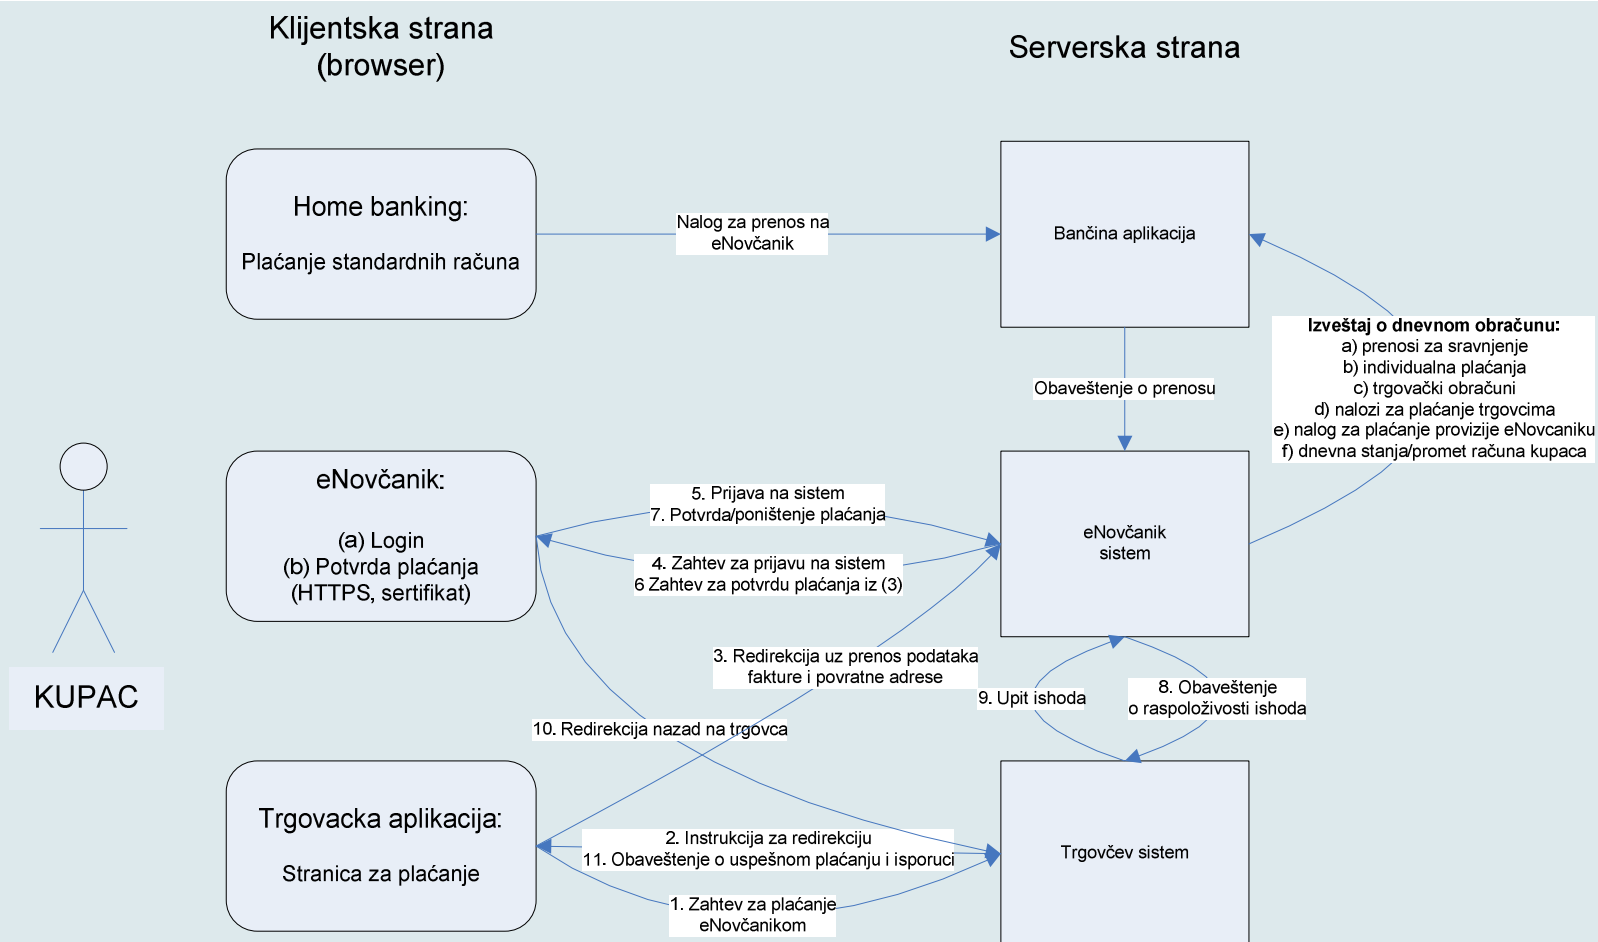 Klijentska strana
(browser)
Serverska strana
Home banking:
Plaćanje standardnih računa
Nalog za prenos na
eNovčanik
Bančina aplikacija
Izveštaj o dnevnom obračunu:
a) prenosi za sravnjenje
b) individualna plaćanja
c) trgovački obračuni
d) nalozi za plaćanje trgovcima
e) nalog za plaćanje provizije eNovcaniku
f) dnevna stanja/promet računa kupaca
Obaveštenje o prenosu
eNovčanik:
(a) Login
(b) Potvrda plaćanja
(HTTPS, sertifikat)
5. Prijava na sistem
7. Potvrda/poništenje plaćanja
4. Zahtev za prijavu na sistem
6 Zahtev za potvrdu plaćanja iz (3)
eNovčanik
sistem
KUPAC
3. Redirekcija uz prenos podataka
fakture i povratne adrese
9. Upit ishoda
8. Obaveštenje
o raspoloživosti ishoda
10. Redirekcija nazad na trgovca
Trgovacka aplikacija:
Stranica za plaćanje
2. Instrukcija za redirekciju
11. Obaveštenje o uspešnom plaćanju i isporuci
1. Zahtev za plaćanje
eNovčanikom
Trgovčev sistem